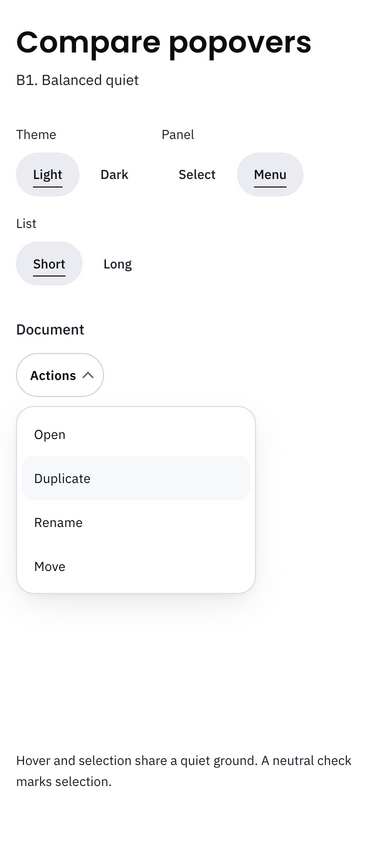 Compare popovers
B1. Balanced quiet
Theme Panel
Light Dark Select Menu
List
Short Long
Document
Actions
Open
Duplicate
Rename
Move
Hover and selection share a quiet ground. A neutral check
marks selection.